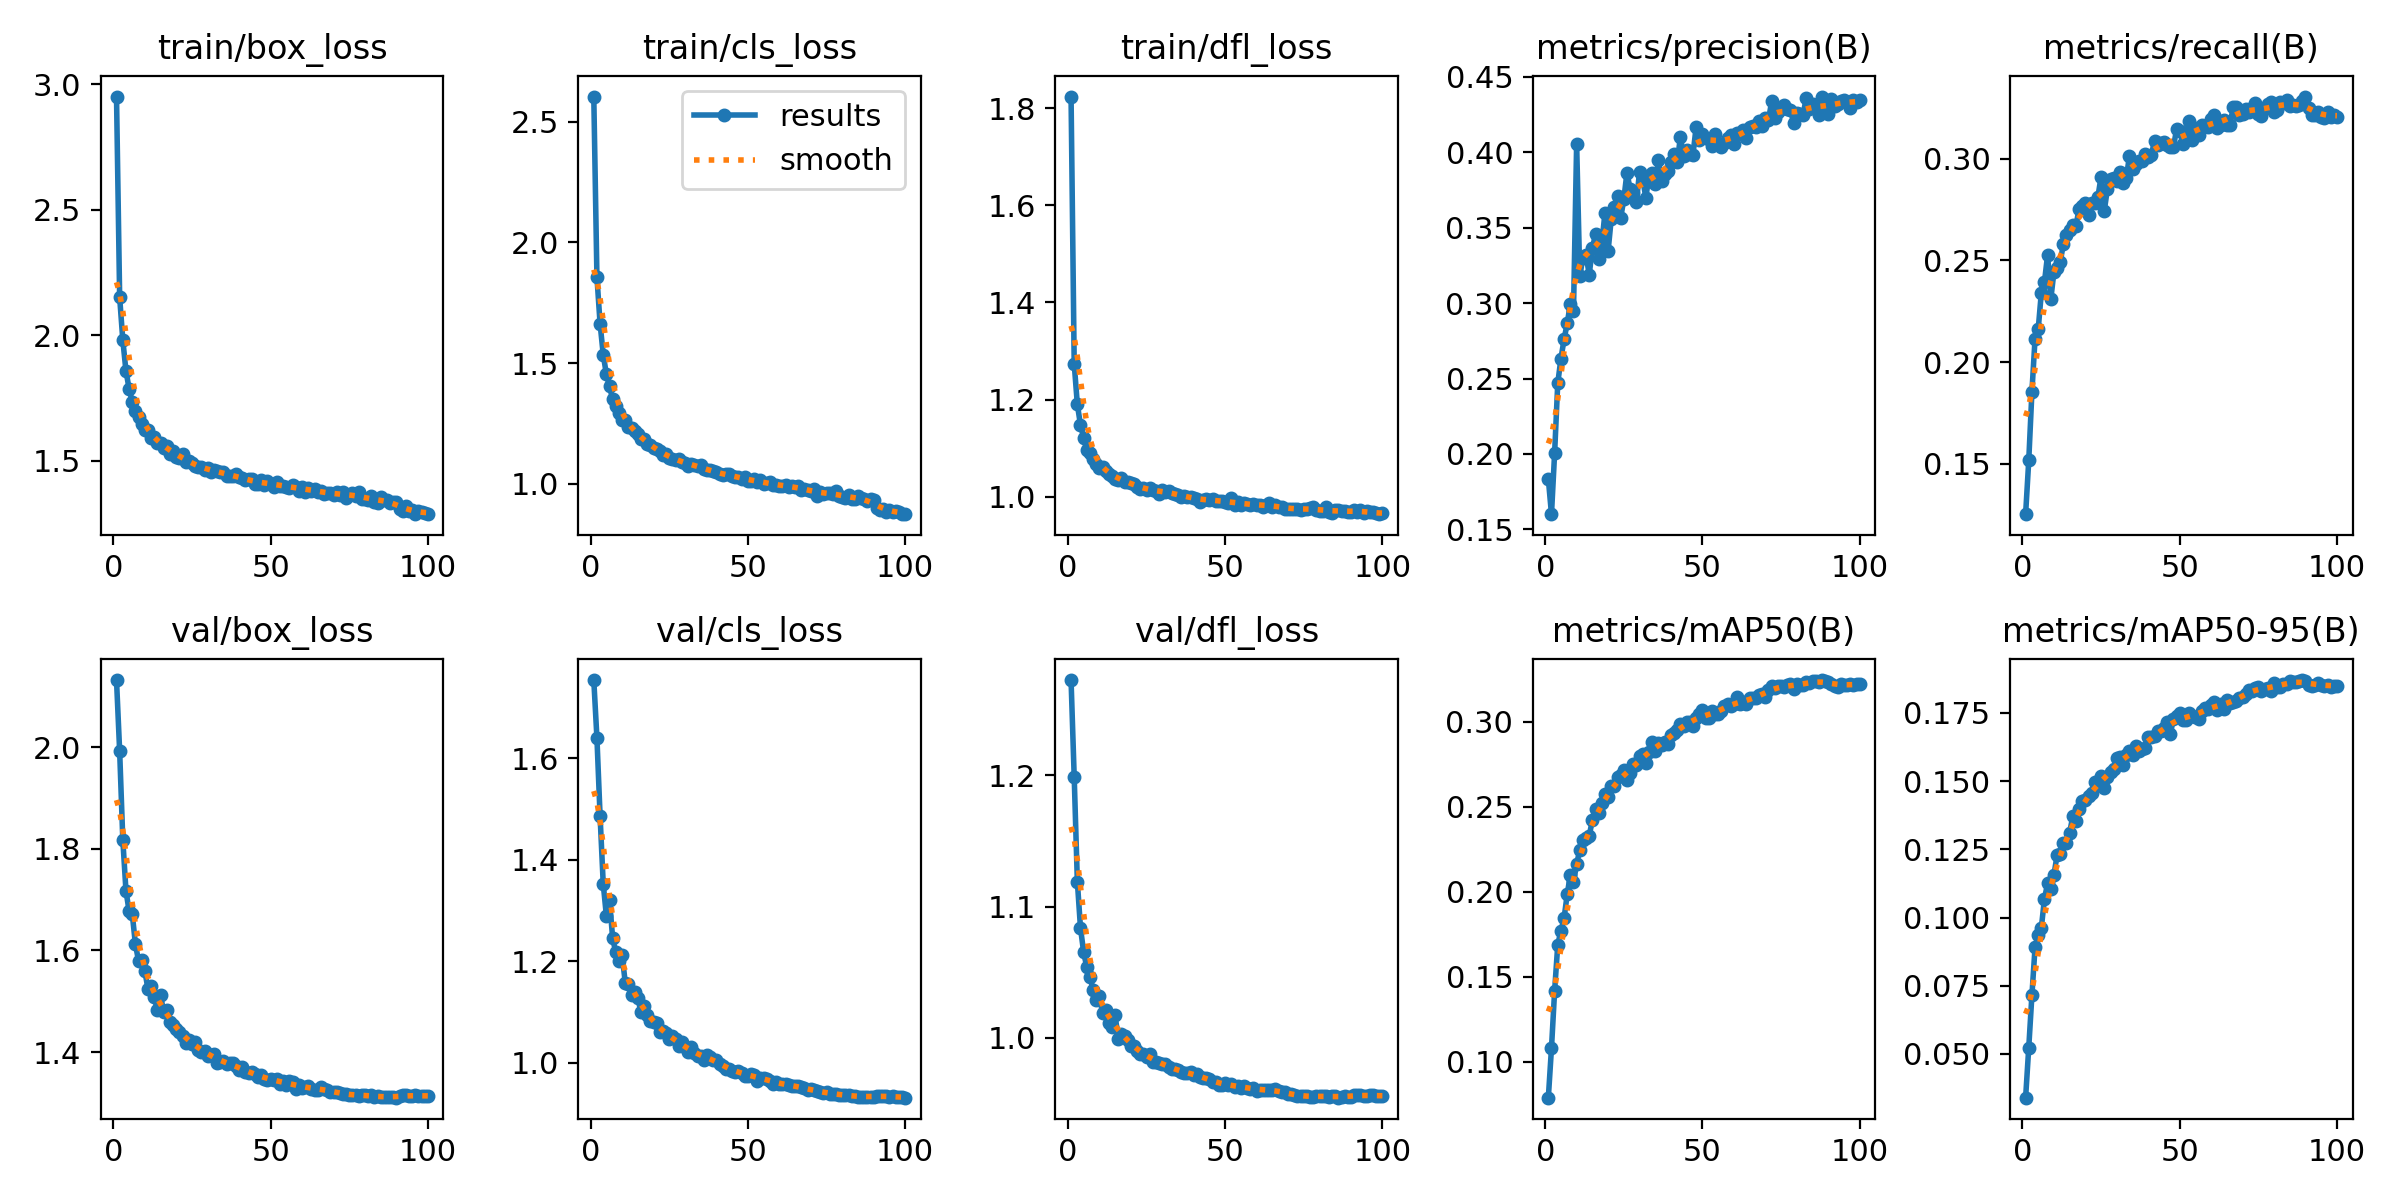 train/box_loss
3.0
2.5
2.0
1.5
0 50 100
train/cls_loss
results
smooth
2.5
2.0
1.5
1.0
0 50 100
train/dfl_loss
1.8
1.6
1.4
1.2
1.0
0 50 100
metrics/precision(B)
0.45
0.40
0.35
0.30
0.25
0.20
0.15
0 50 100
metrics/recall(B)
0.30
0.25
0.20
0.15
0 50 100
val/box_loss
2.0
1.8
1.6
1.4
0 50 100
val/cls_loss
1.6
1.4
1.2
1.0
0 50 100
val/dfl_loss
1.2
1.1
1.0
0 50 100
metrics/mAP50(B)
0.30
0.25
0.20
0.15
0.10
0 50 100
metrics/mAP50-95(B)
0.175
0.150
0.125
0.100
0.075
0.050
0 50 100